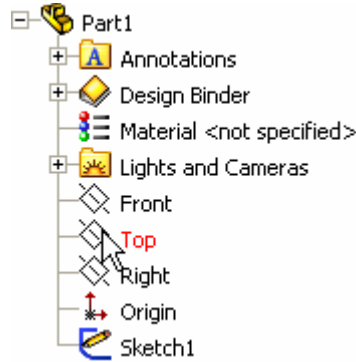 Part1
A Annotations
Design Binder
Material <not specified>
Lights and Cameras
Front
Top
Right
Origin
Sketch1